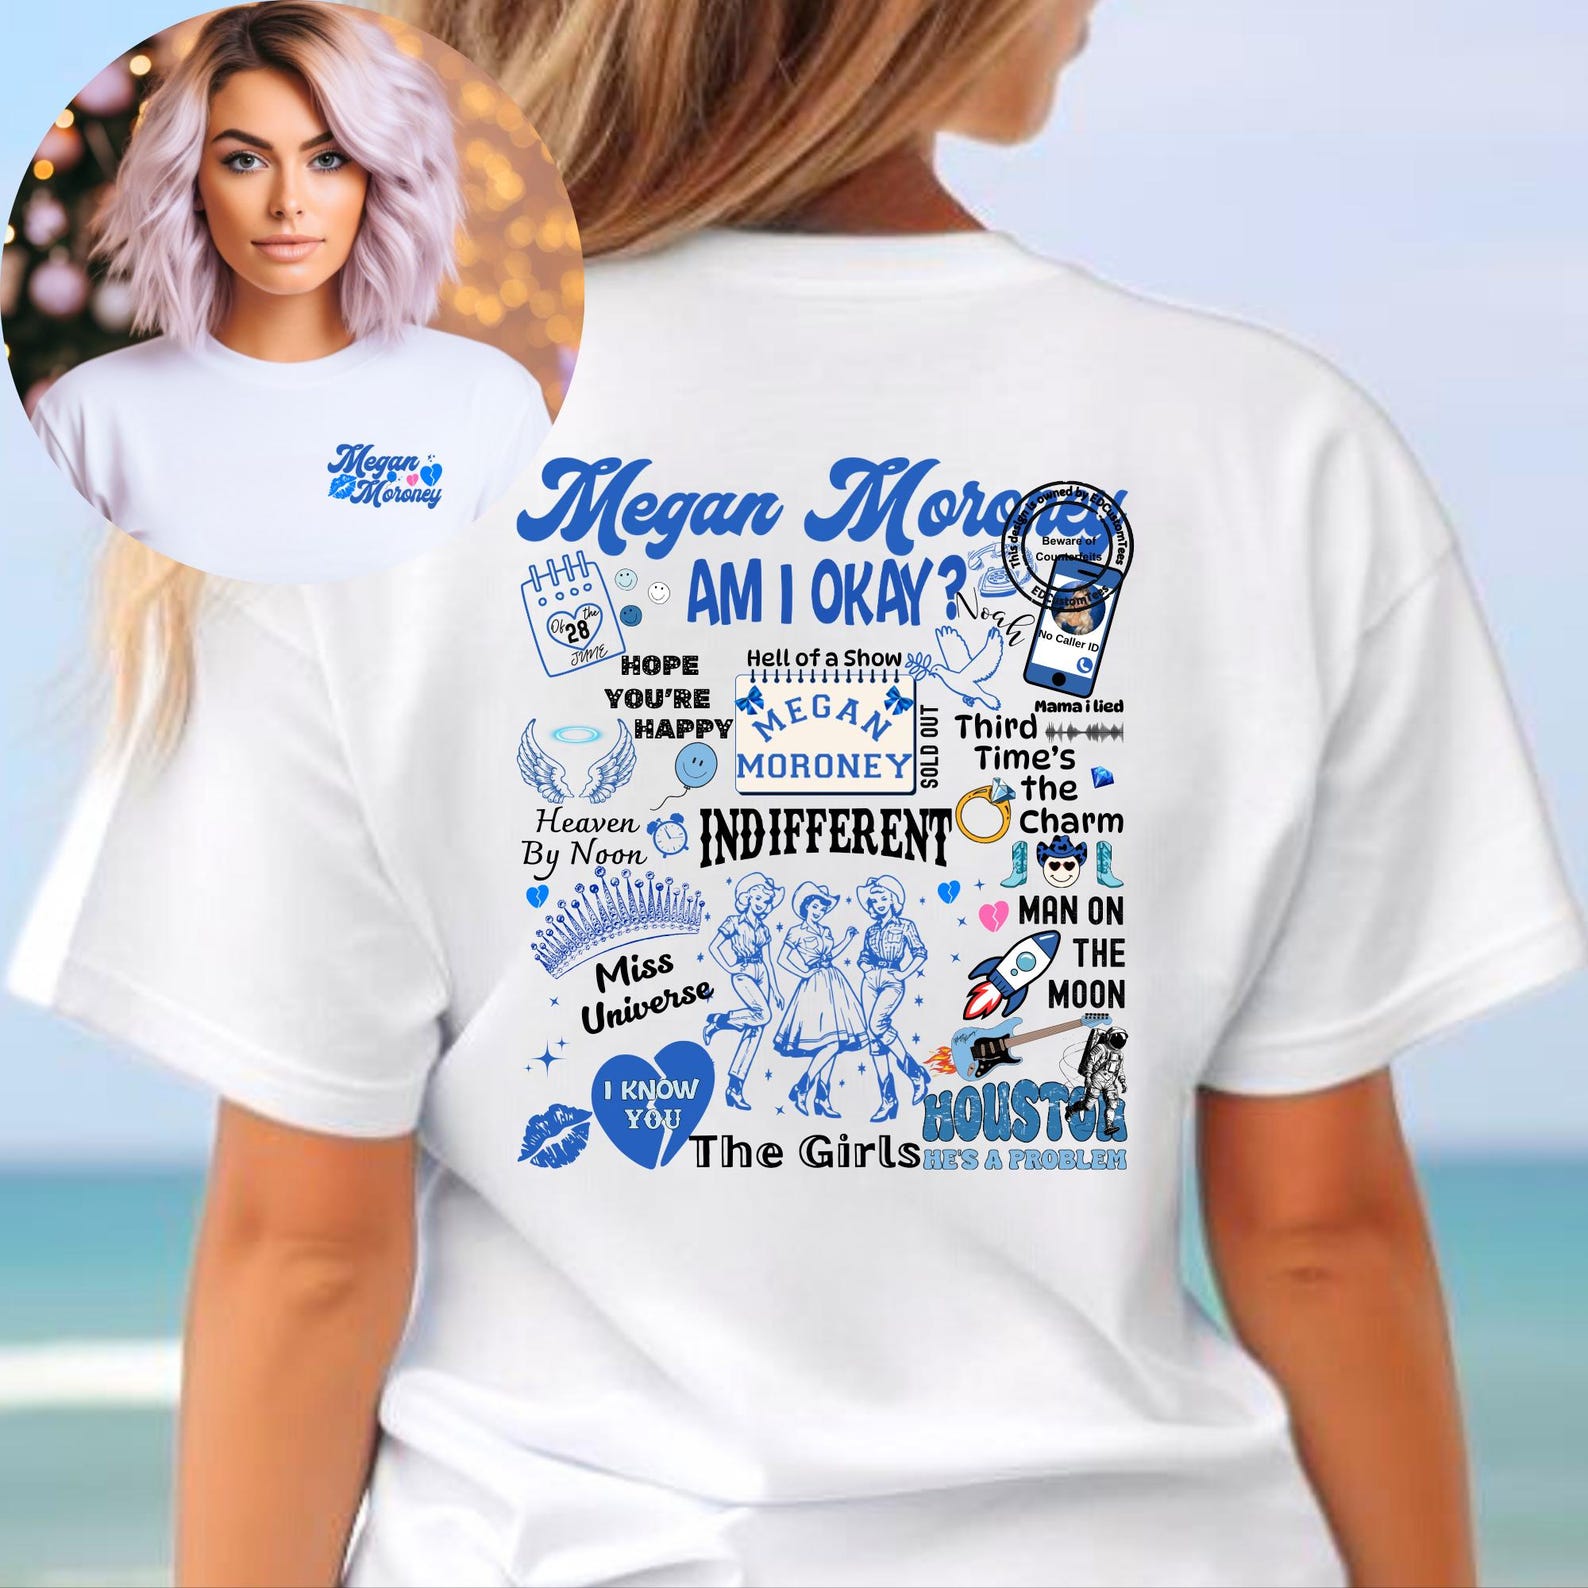 Megan
Moroney
Megan Moroney
This design is owned by EDCustomTees
Beware of
Counterfeits
EDCustomTees
AM I OKAY?
28
of the
JUNE
Noah
No Caller ID
HOPE
YOU'RE
HAPPY
Hell of a Show
MEGAN
MORONEY
SOLD OUT
Mama i lied
Third
Time's
the
Charm
Heaven
By Noon
INDIFFERENT
Miss
Universe
MAN ON
THE
MOON
I KNOW
YOU
The Girls
HOUSTON
HE'S A PROBLEM